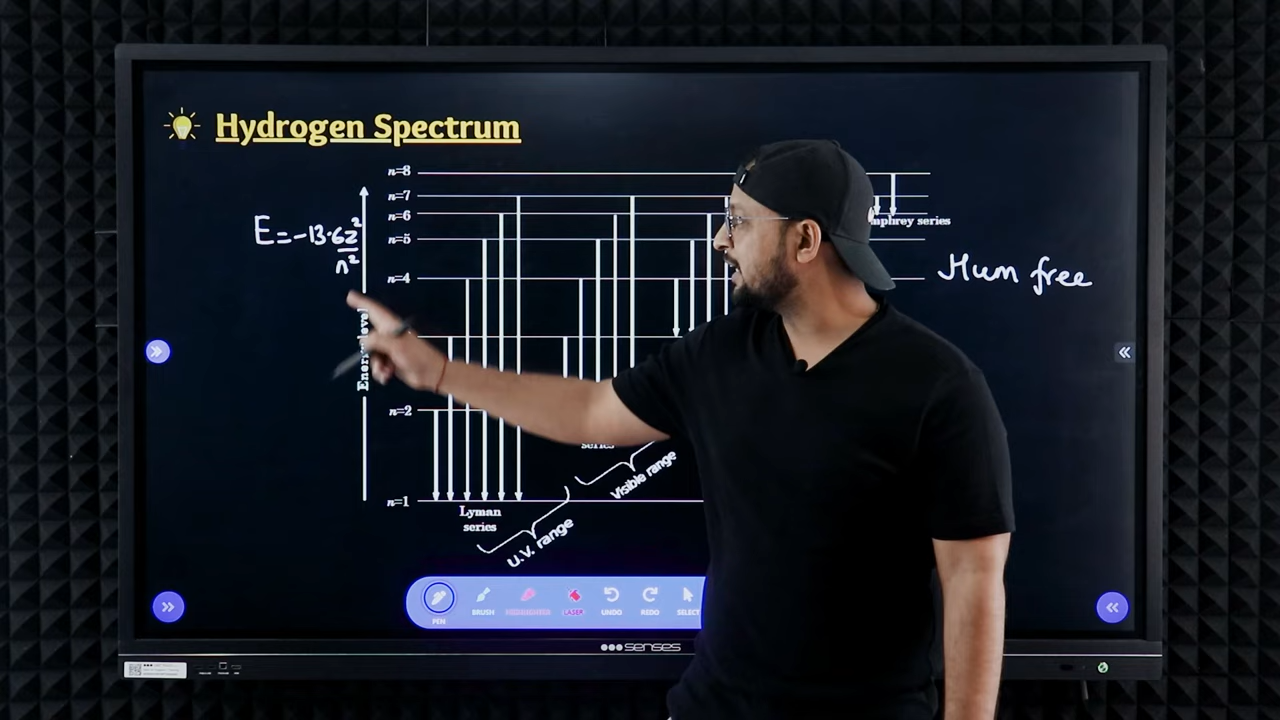 Hydrogen Spectrum
n=8
n=7
n=6
n=5
n=4
n=2
n=1
E=-13.6z²
n²
mphrey series
Hum free
series
Visible range
Lyman
series
U.V. range
PEN
BRUSH
LASER
UNDO
REDO
SELECT
senses